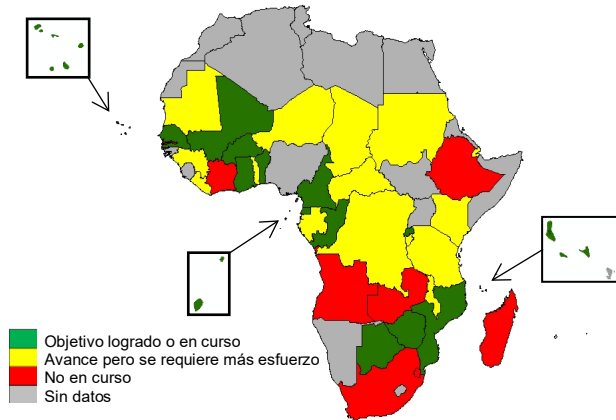 Objetivo logrado o en curso
Avance pero se requiere más esfuerzo
No en curso
Sin datos